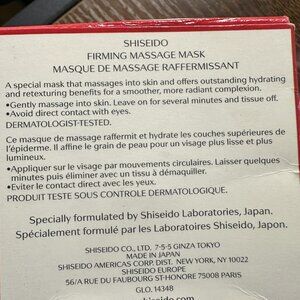 SHISEIDO
FIRMING MASSAGE MASK
MASQUE DE MASSAGE RAFFERMISSANT
A special mask that massages into skin and offers outstanding hydrating
and retexturing benefits for a smoother, more radiant complexion.
•Gently massage into skin. Leave on for several minutes and tissue off.
•Avoid direct contact with eyes.
DERMATOLOGIST-TESTED.
Ce masque de massage raffermit et hydrate les couches supérieures de
l'épiderme. Il affine le grain de peau pour un visage plus lisse et plus
lumineux.
•Appliquer sur le visage par mouvements circulaires. Laisser quelques
minutes puis éliminer avec un tissu à démaquiller.
•Eviter le contact direct avec les yeux.
PRODUIT TESTE SOUS CONTROLE DERMATOLOGIQUE.
Specially formulated by Shiseido Laboratories, Japan.
Spécialement formulé par les Laboratoires Shiseido, Japon.
SHISEIDO CO., LTD. 7-5-5 GINZA TOKYO
MADE IN JAPAN
SHISEIDO AMERICAS CORP. DIST. NEW YORK, NY 10022
SHISEIDO EUROPE
56/A RUE DU FAUBOURG ST-HONORE 75008 PARIS
GLO. 14348
shiseido.com